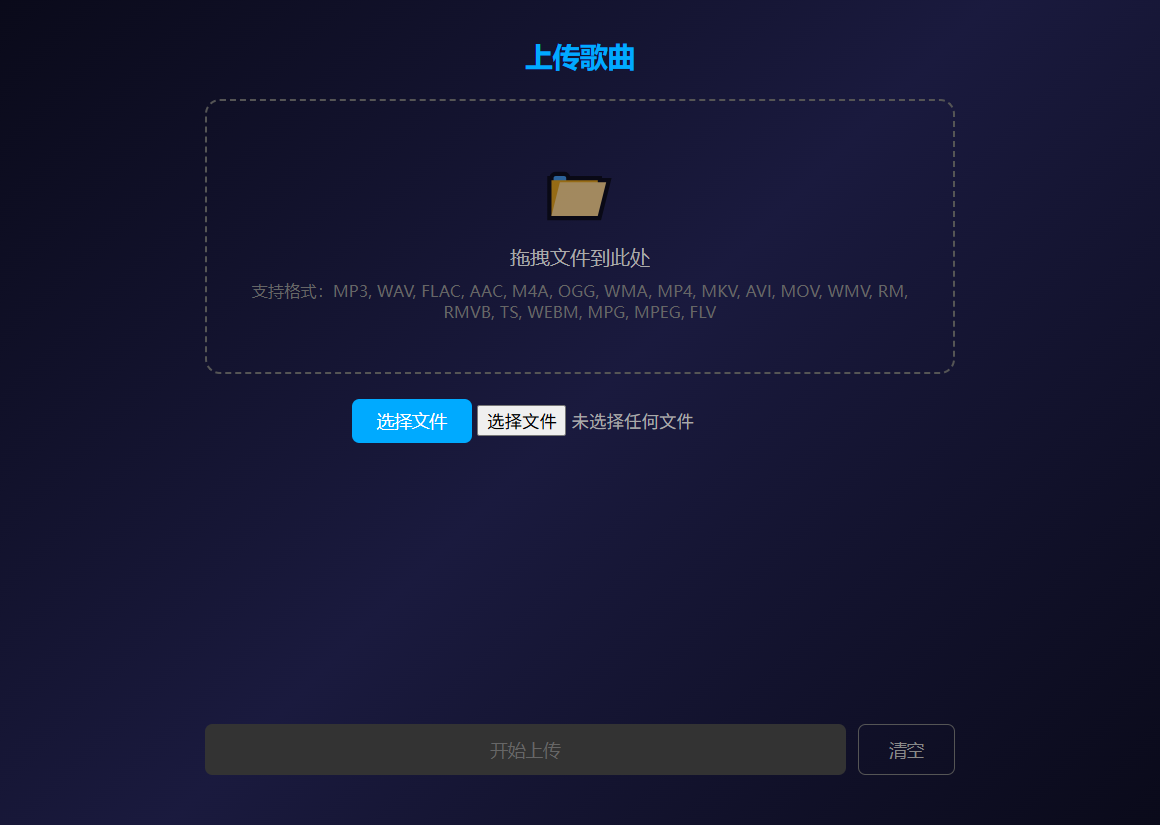 上传歌曲
拖拽文件到此处
支持格式：MP3, WAV, FLAC, AAC, M4A, OGG, WMA, MP4, MKV, AVI, MOV, WMV, RM,
RMVB, TS, WEBM, MPG, MPEG, FLV
选择文件 选择文件 未选择任何文件
开始上传 清空